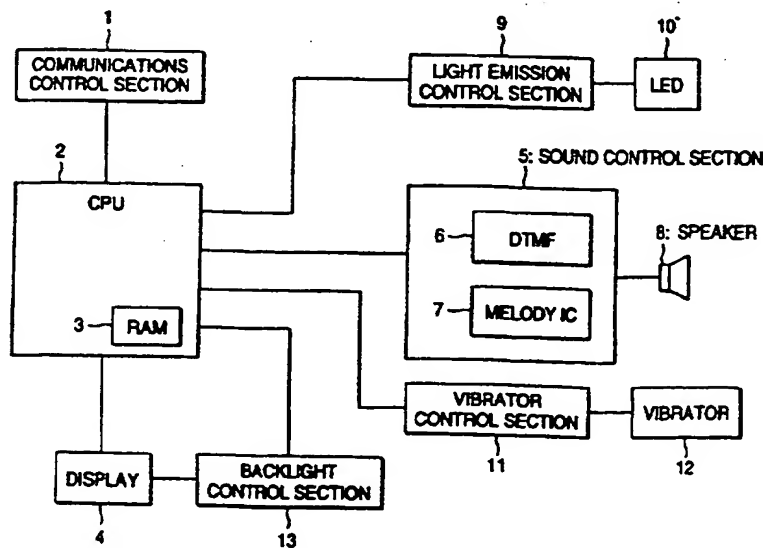 1
COMMUNICATIONS
CONTROL SECTION
9
LIGHT EMISSION
CONTROL SECTION
10
LED
2
CPU
3
RAM
5: SOUND CONTROL SECTION
6
DTMF
7
MELODY IC
8: SPEAKER
VIBRATOR
CONTROL SECTION
11
VIBRATOR
12
DISPLAY
4
BACKLIGHT
CONTROL SECTION
13